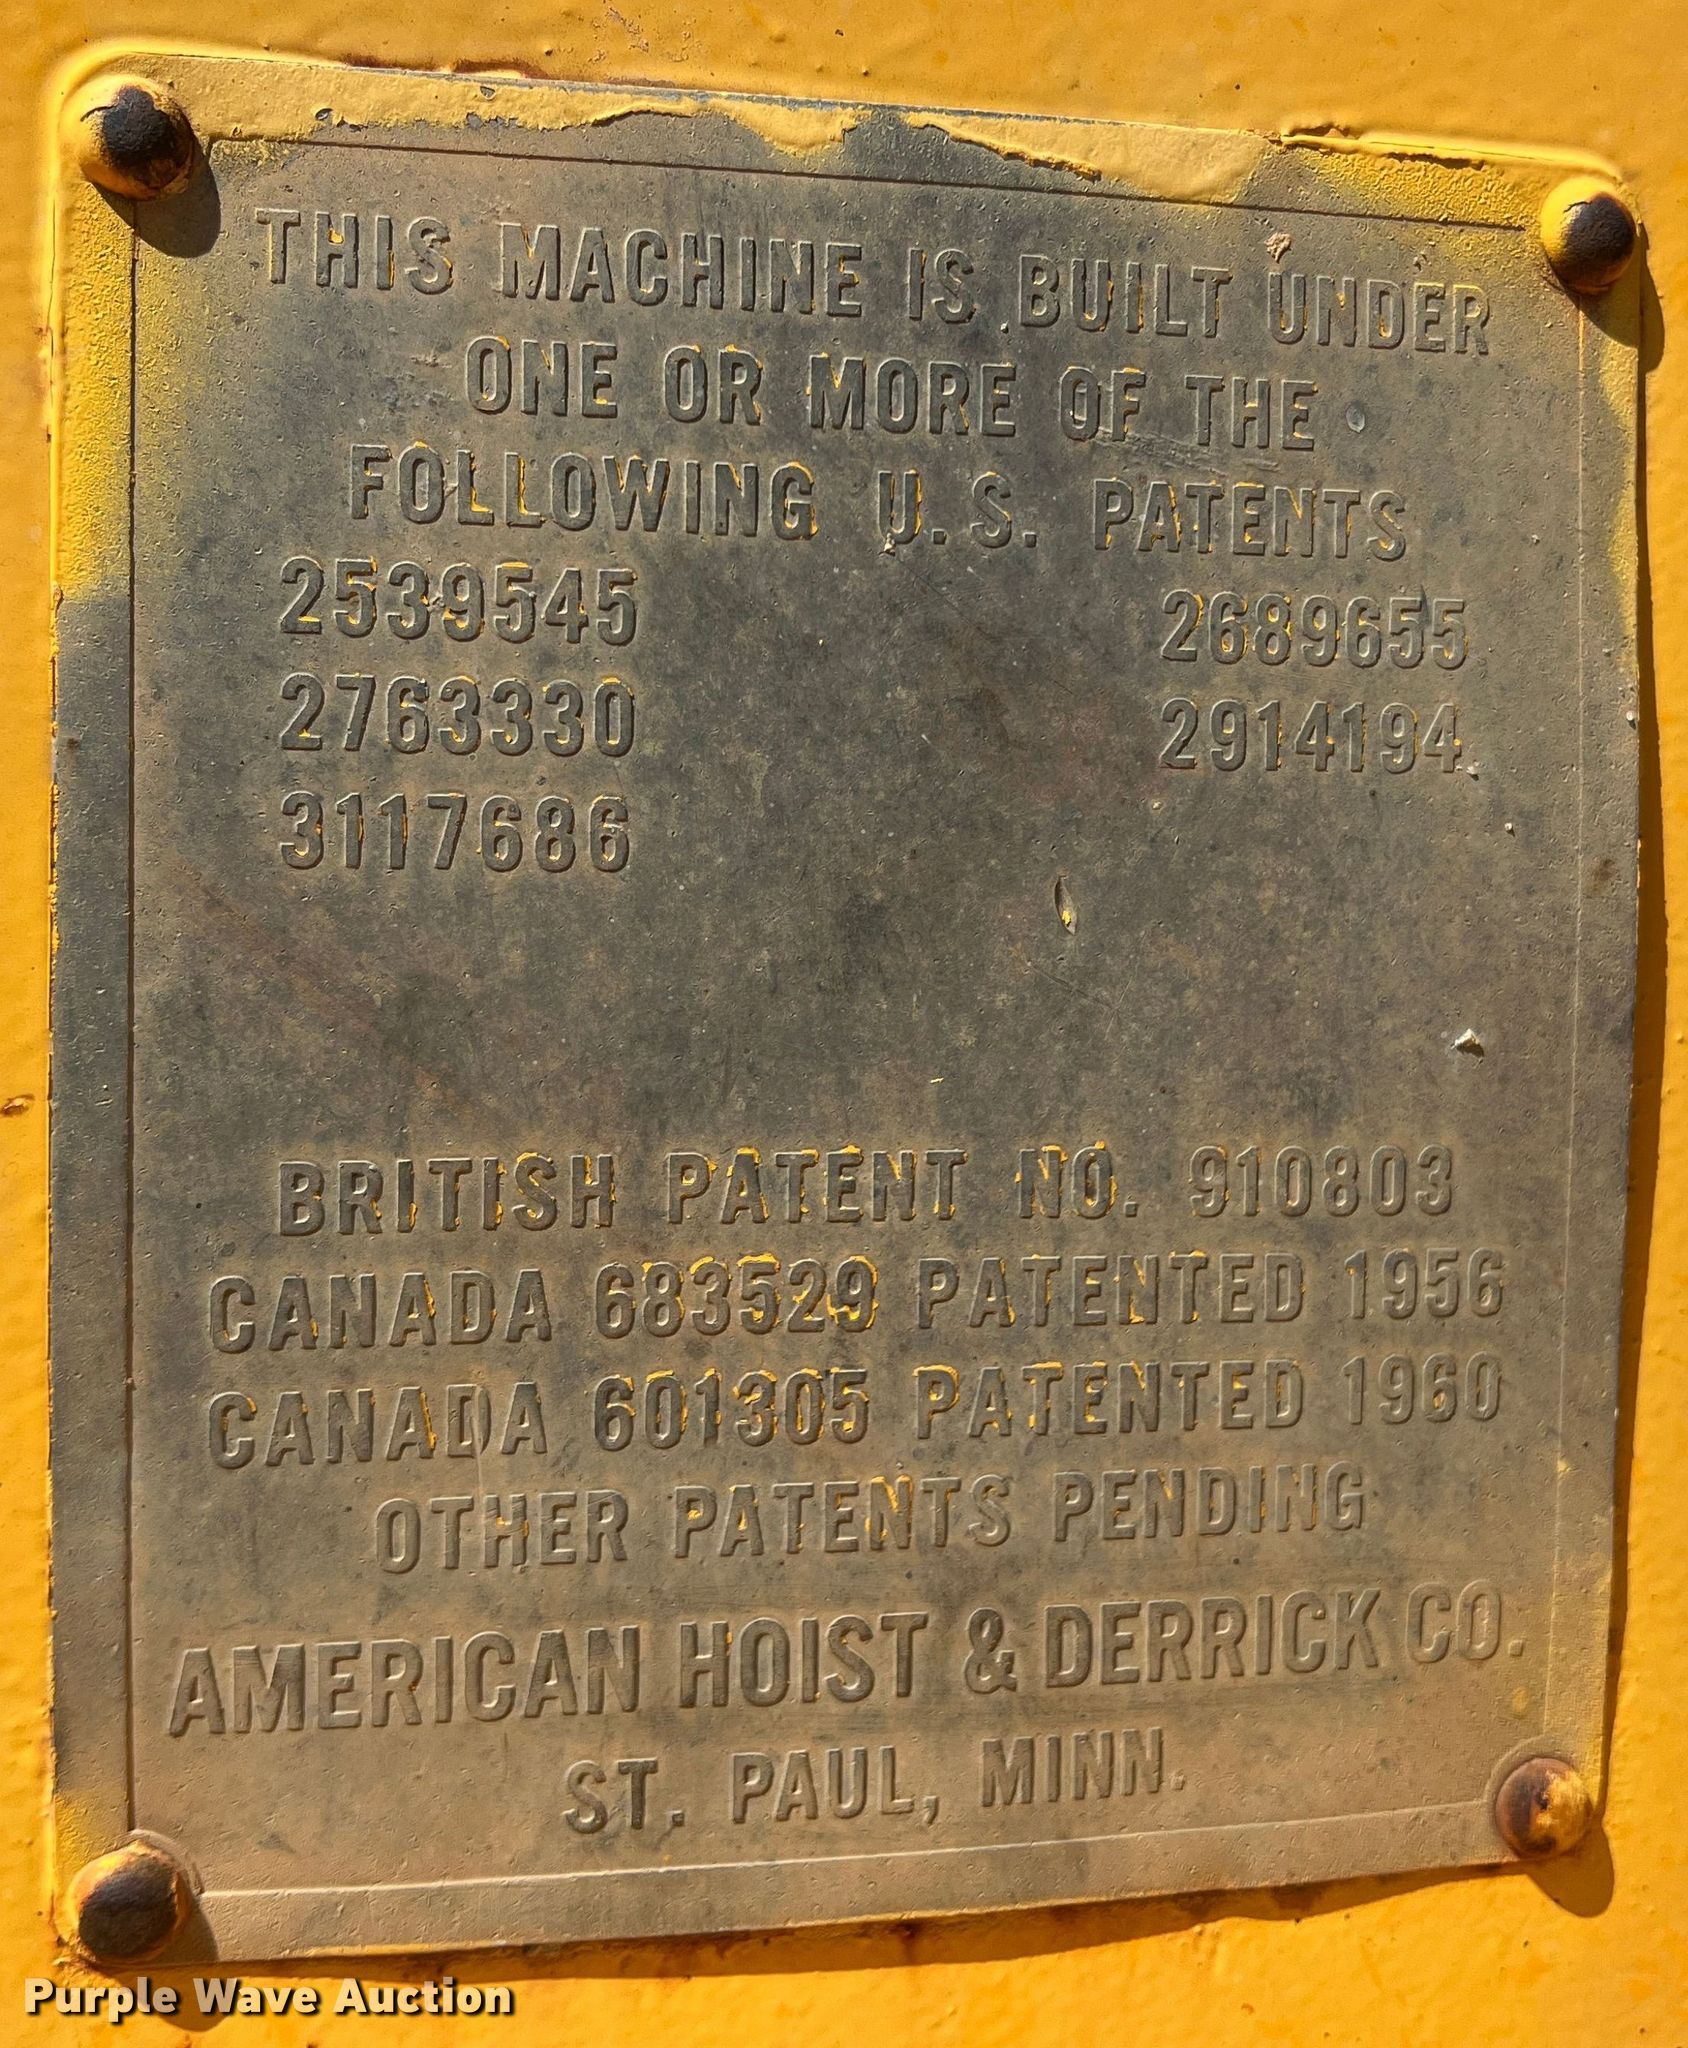 THIS MACHINE IS BUILT UNDER
ONE OR MORE OF THE
FOLLOWING U.S. PATENTS
2539545 2689655
2763330 2914194
3117686
BRITISH PATENT NO. 910803
CANADA 683529 PATENTED 1956
CANADA 601305 PATENTED 1960
OTHER PATENTS PENDING
AMERICAN HOIST & DERRICK CO.
ST. PAUL, MINN.
Purple Wave Auction